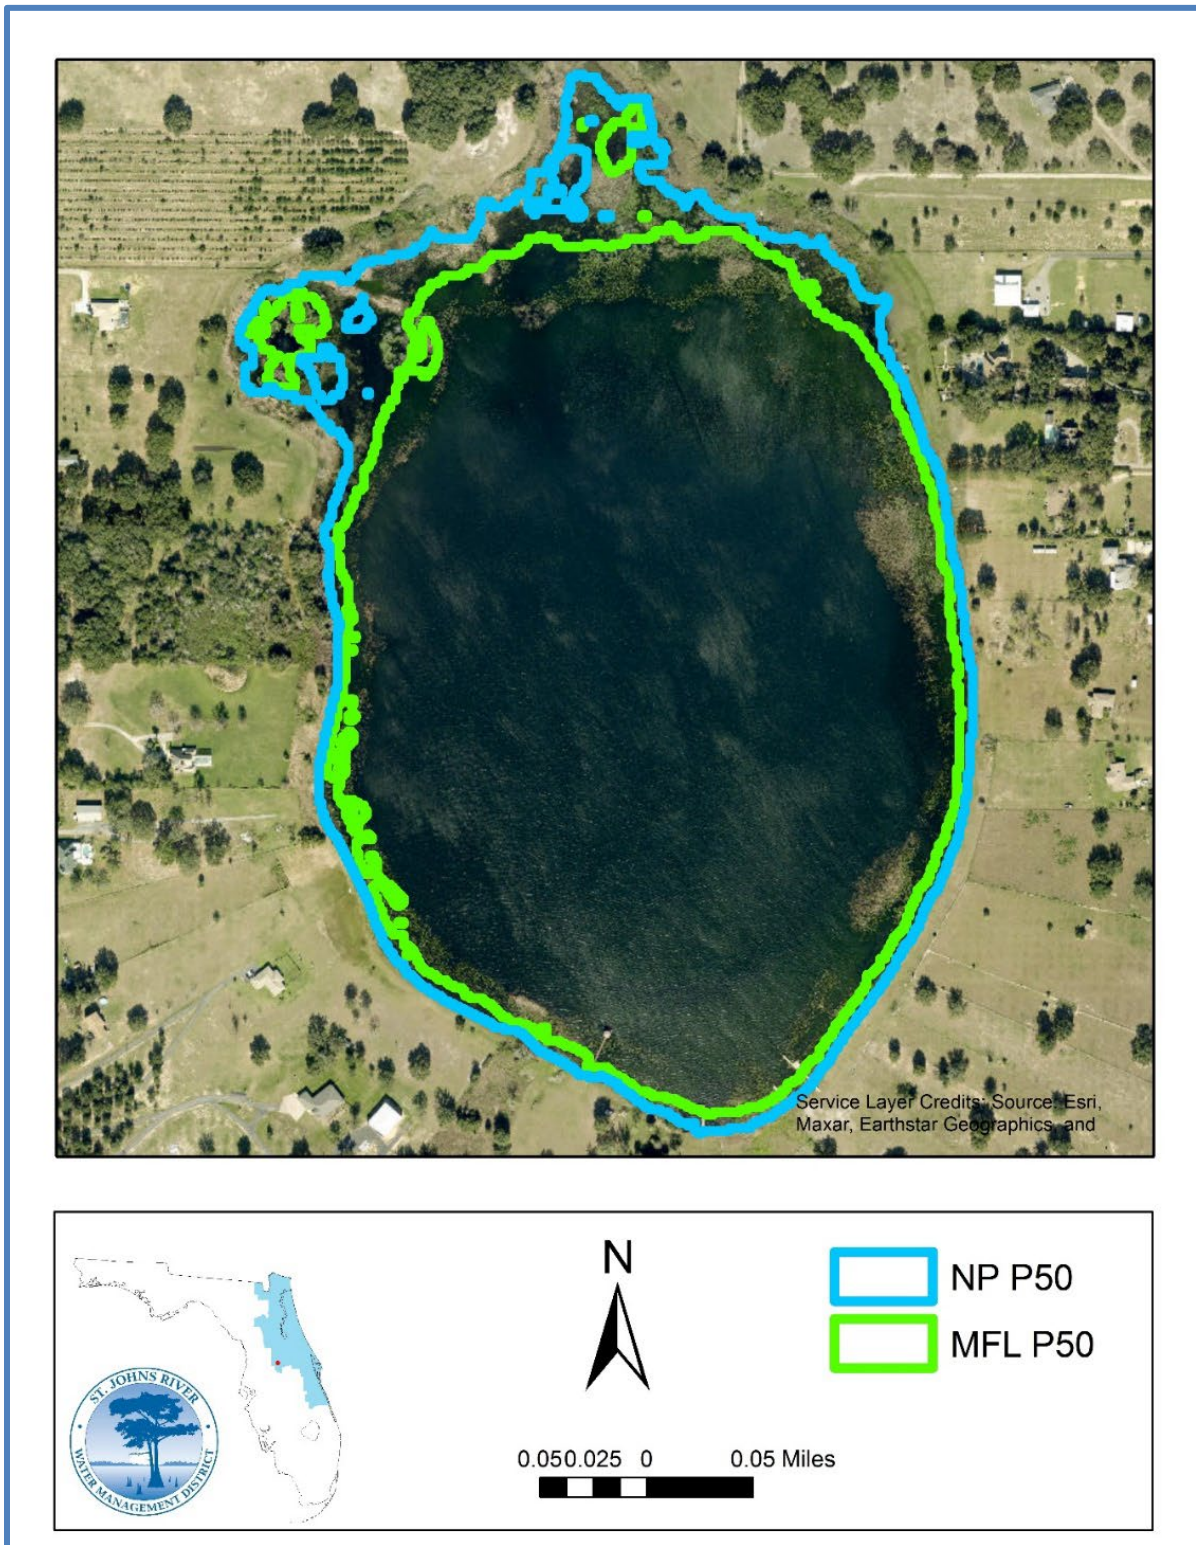 Service Layer Credits: Source: Esri,
Maxar, Earthstar Geographics, and
N
NP P50
MFL P50
ST. JOHNS RIVER
WATER MANAGEMENT DISTRICT
0.050.025 0 0.05 Miles